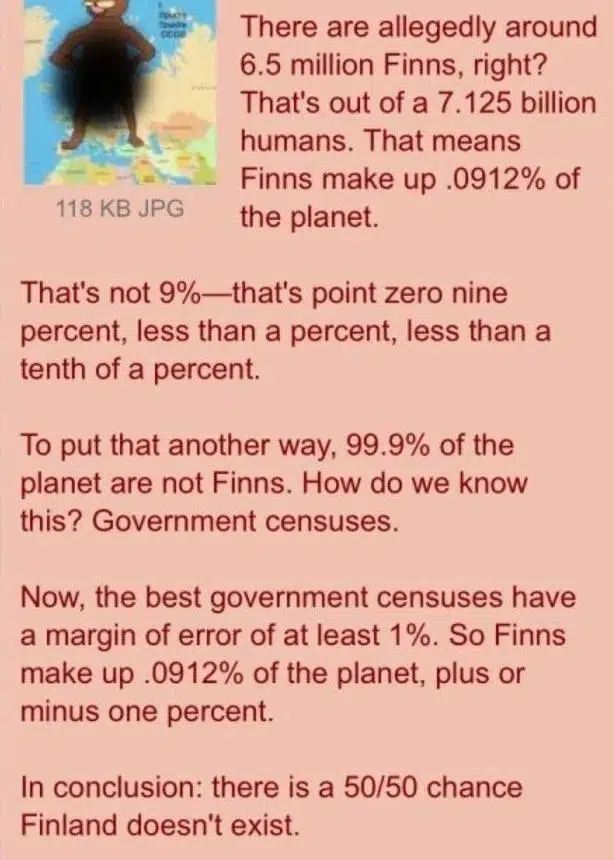 There are allegedly around
6.5 million Finns, right?
That's out of a 7.125 billion
humans. That means
Finns make up .0912% of
the planet.
118 KB JPG
That's not 9%—that's point zero nine
percent, less than a percent, less than a
tenth of a percent.
To put that another way, 99.9% of the
planet are not Finns. How do we know
this? Government censuses.
Now, the best government censuses have
a margin of error of at least 1%. So Finns
make up .0912% of the planet, plus or
minus one percent.
In conclusion: there is a 50/50 chance
Finland doesn't exist.